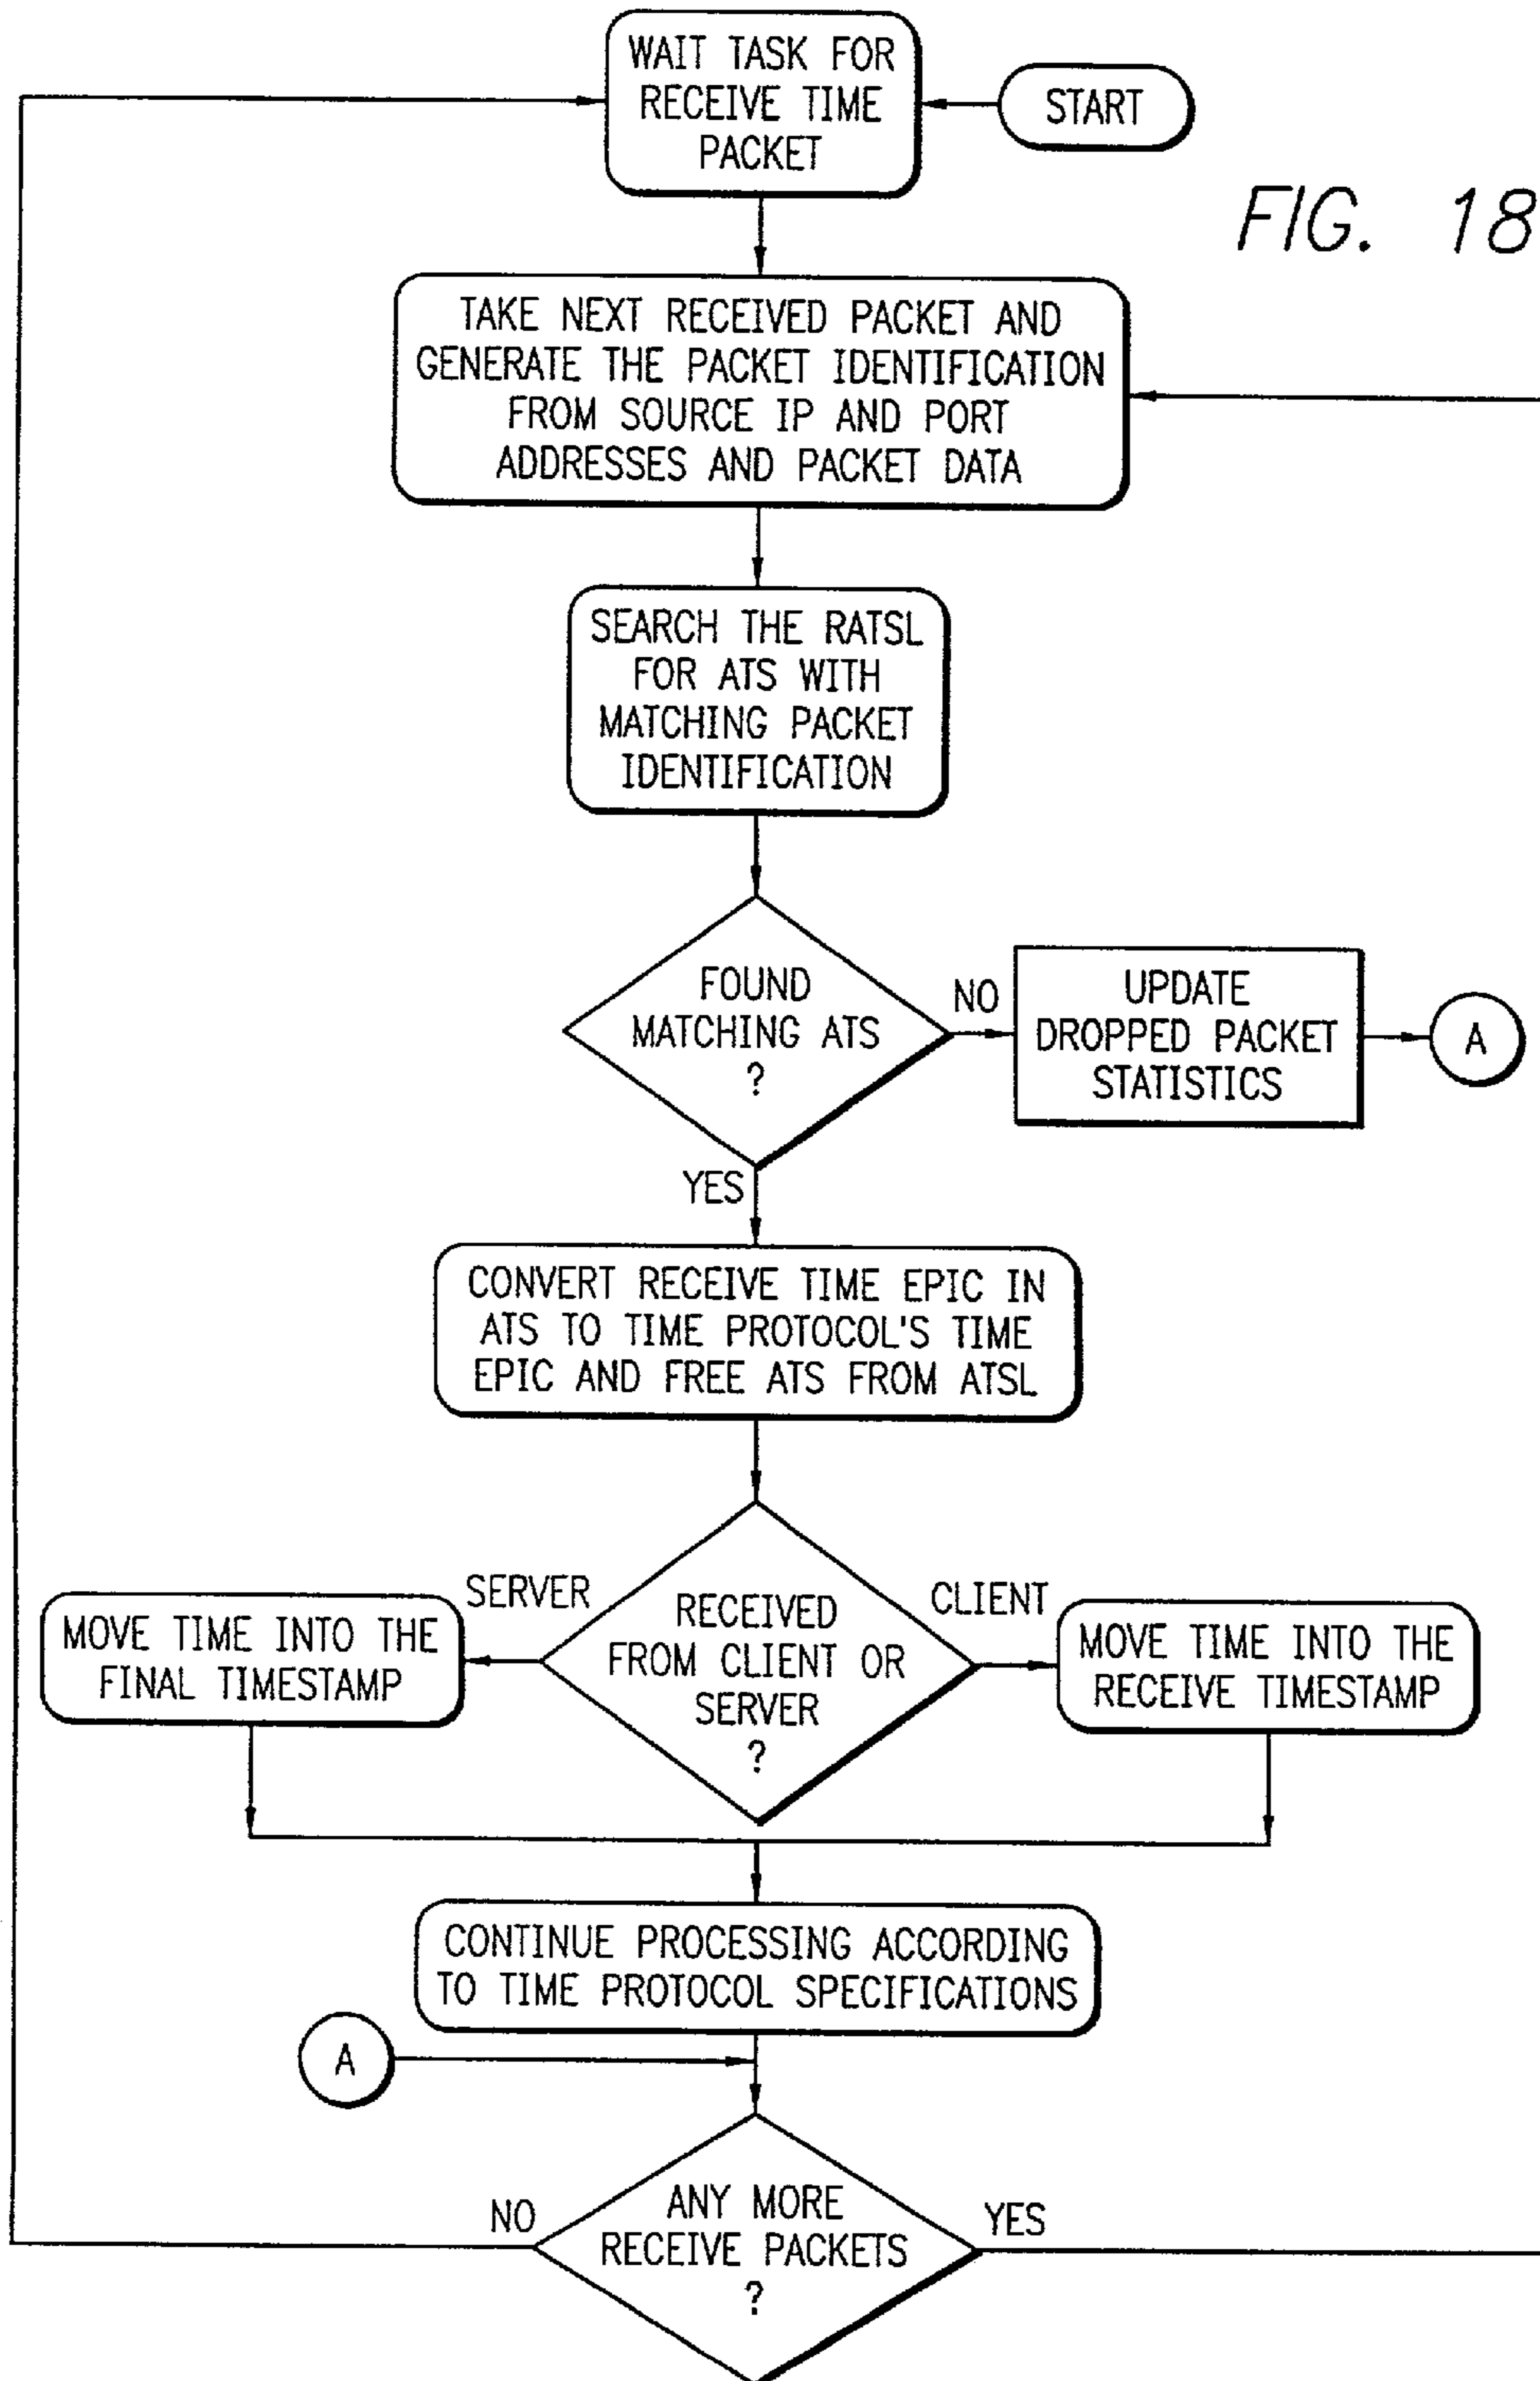 WAIT TASK FOR
RECEIVE TIME
PACKET
START
FIG. 18
TAKE NEXT RECEIVED PACKET AND
GENERATE THE PACKET IDENTIFICATION
FROM SOURCE IP AND PORT
ADDRESSES AND PACKET DATA
SEARCH THE RATSL
FOR ATS WITH
MATCHING PACKET
IDENTIFICATION
FOUND
MATCHING ATS
?
NO
UPDATE
DROPPED PACKET
STATISTICS
A
YES
CONVERT RECEIVE TIME EPIC IN
ATS TO TIME PROTOCOL'S TIME
EPIC AND FREE ATS FROM ATSL
SERVER
RECEIVED
FROM CLIENT OR
SERVER
?
CLIENT
MOVE TIME INTO THE
FINAL TIMESTAMP
MOVE TIME INTO THE
RECEIVE TIMESTAMP
CONTINUE PROCESSING ACCORDING
TO TIME PROTOCOL SPECIFICATIONS
A
NO
ANY MORE
RECEIVE PACKETS
?
YES